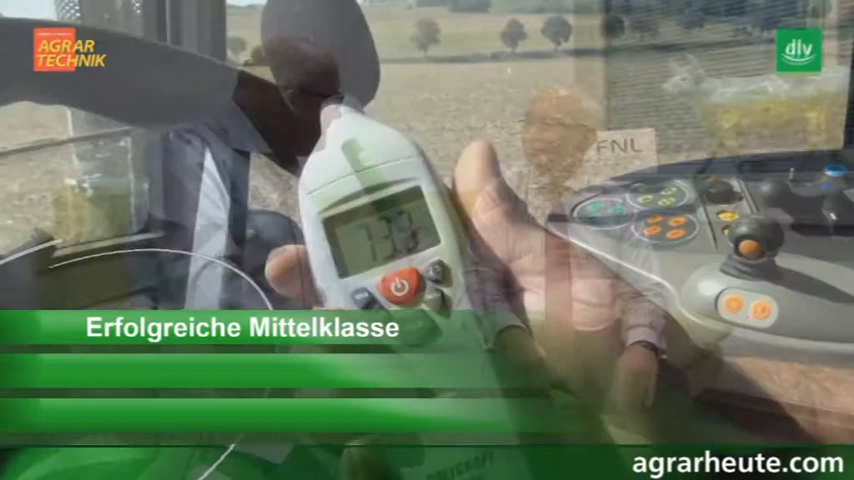 AGRAR
TECHNIK
dlv
FNL
Erfolgreiche Mittelklasse
agrarheute.com